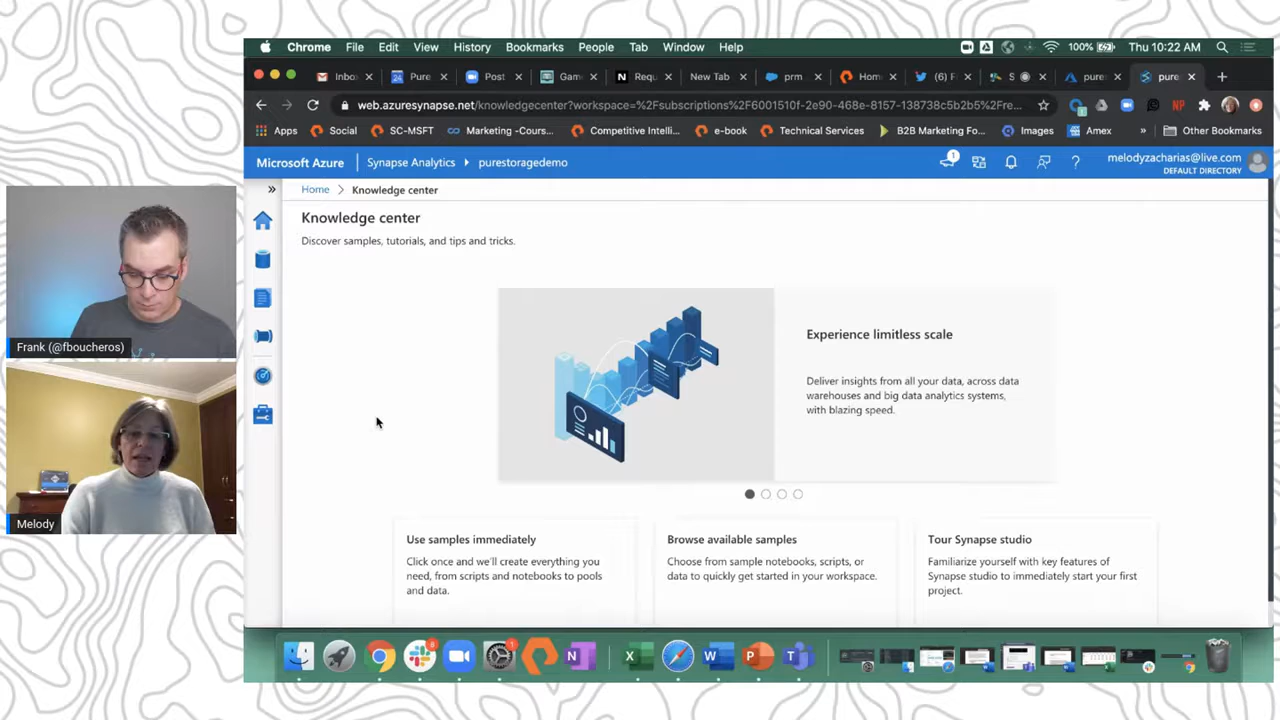 Chrome File Edit View History Bookmarks People Tab Window Help
100% Thu 10:22 AM
Inbo
Pure
Post
Game
Requ
New Tab
prm
Home
(6) F
pure
pure
web.azuresynapse.net/knowledgecenter?workspace=%2Fsubscriptions%2F6001510f-2e90-468e-8157-138738c5b2b5%2Fre...
Apps Social SC-MSFT Marketing -Cours... Competitive Intelli... e-book Technical Services B2B Marketing Fo... Images Amex » Other Bookmarks
Microsoft Azure Synapse Analytics purestoragedemo
1
melodyzacharias@live.com
DEFAULT DIRECTORY
»
Home Knowledge center
Knowledge center
Discover samples, tutorials, and tips and tricks.
Experience limitless scale
Deliver insights from all your data, across data
warehouses and big data analytics systems,
with blazing speed.
Use samples immediately
Click once and we'll create everything you
need, from scripts and notebooks to pools
and data.
Browse available samples
Choose from sample notebooks, scripts, or
data to quickly get started in your workspace.
Tour Synapse studio
Familiarize yourself with key features of
Synapse studio to immediately start your first
project.
Frank (@fboucheros)
Melody